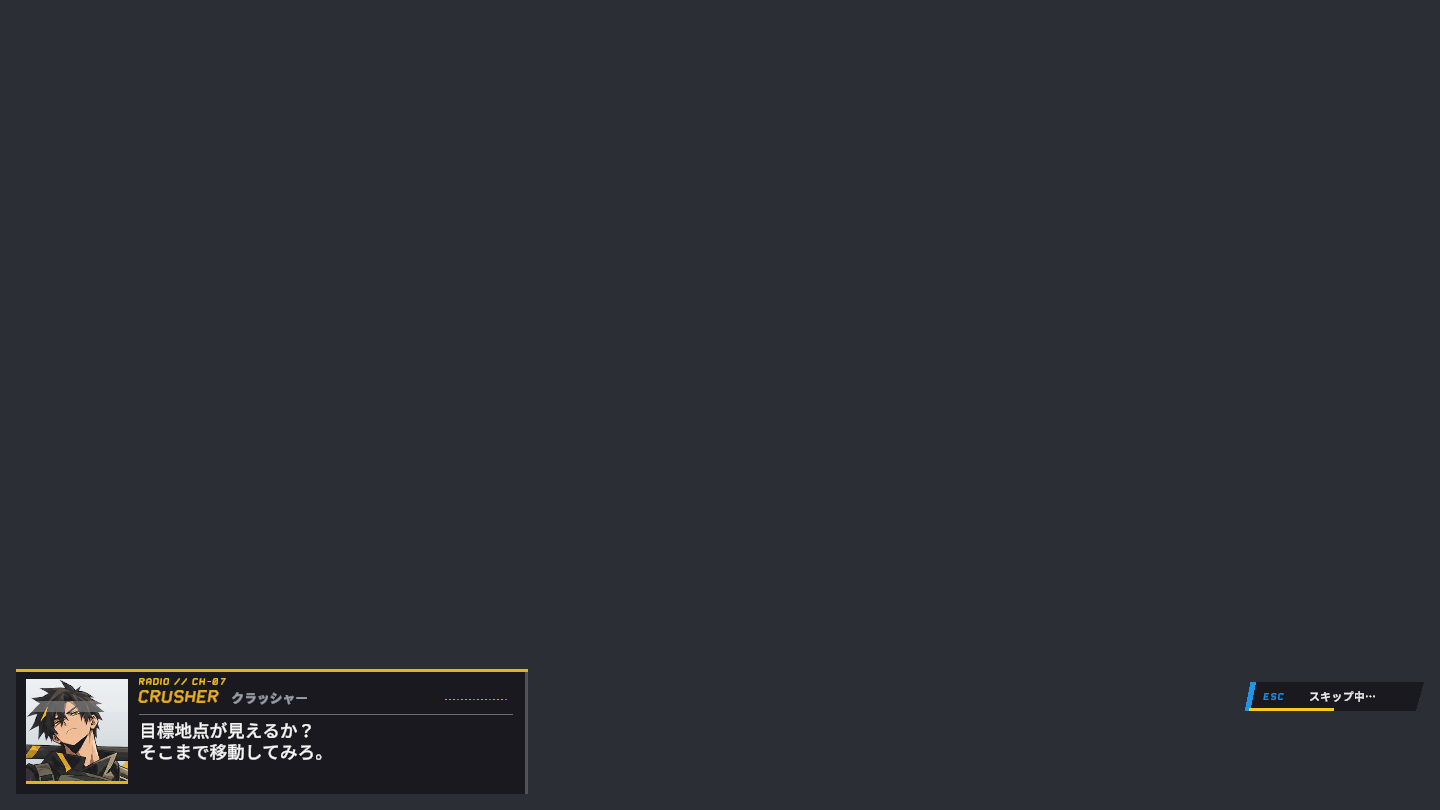 RADIO // CH-07
CRUSHER クラッシャー
目標地点が見えるか？
そこまで移動してみろ。
ESC スキップ中…